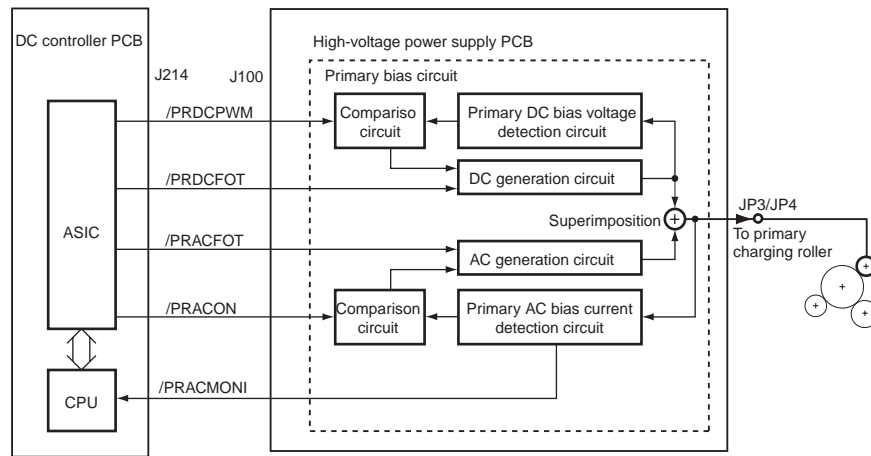 DC controller PCB
High-voltage power supply PCB
J214
J100
Primary bias circuit
/PRDCPWM
Compariso
circuit
Primary DC bias voltage
detection circuit
/PRDCFOT
DC generation circuit
JP3/JP4
Superimposition
To primary
charging roller
ASIC
/PRACFOT
AC generation circuit
/PRACON
Comparison
circuit
Primary AC bias current
detection circuit
/PRACMONI
CPU